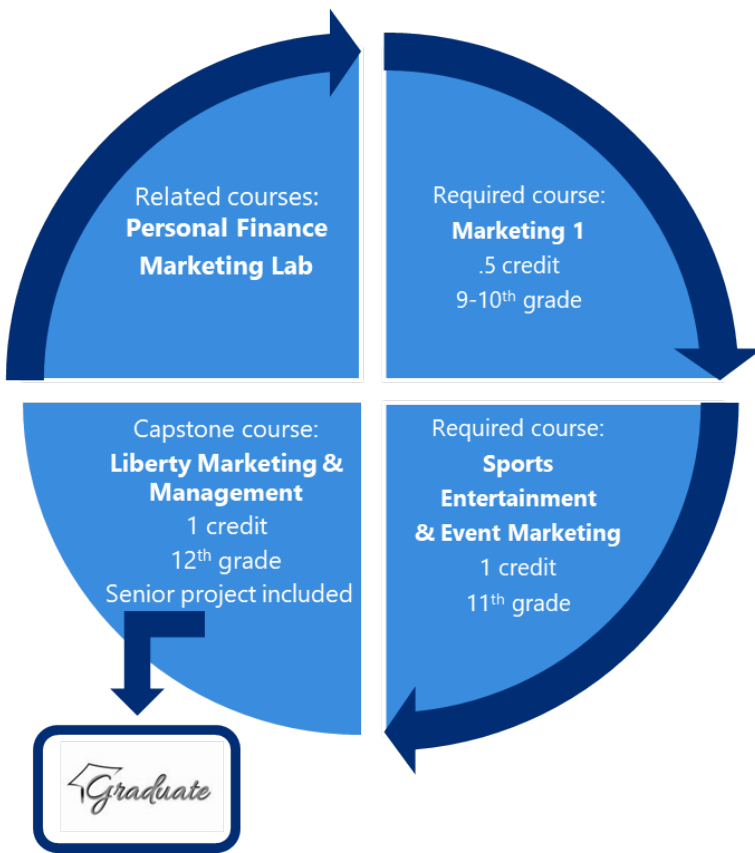 Related courses:
Personal Finance
Marketing Lab
Required course:
Marketing 1
.5 credit
9-10th grade
Required course:
Sports
Entertainment
& Event Marketing
1 credit
11th grade
Capstone course:
Liberty Marketing &
Management
1 credit
12th grade
Senior project included
Graduate